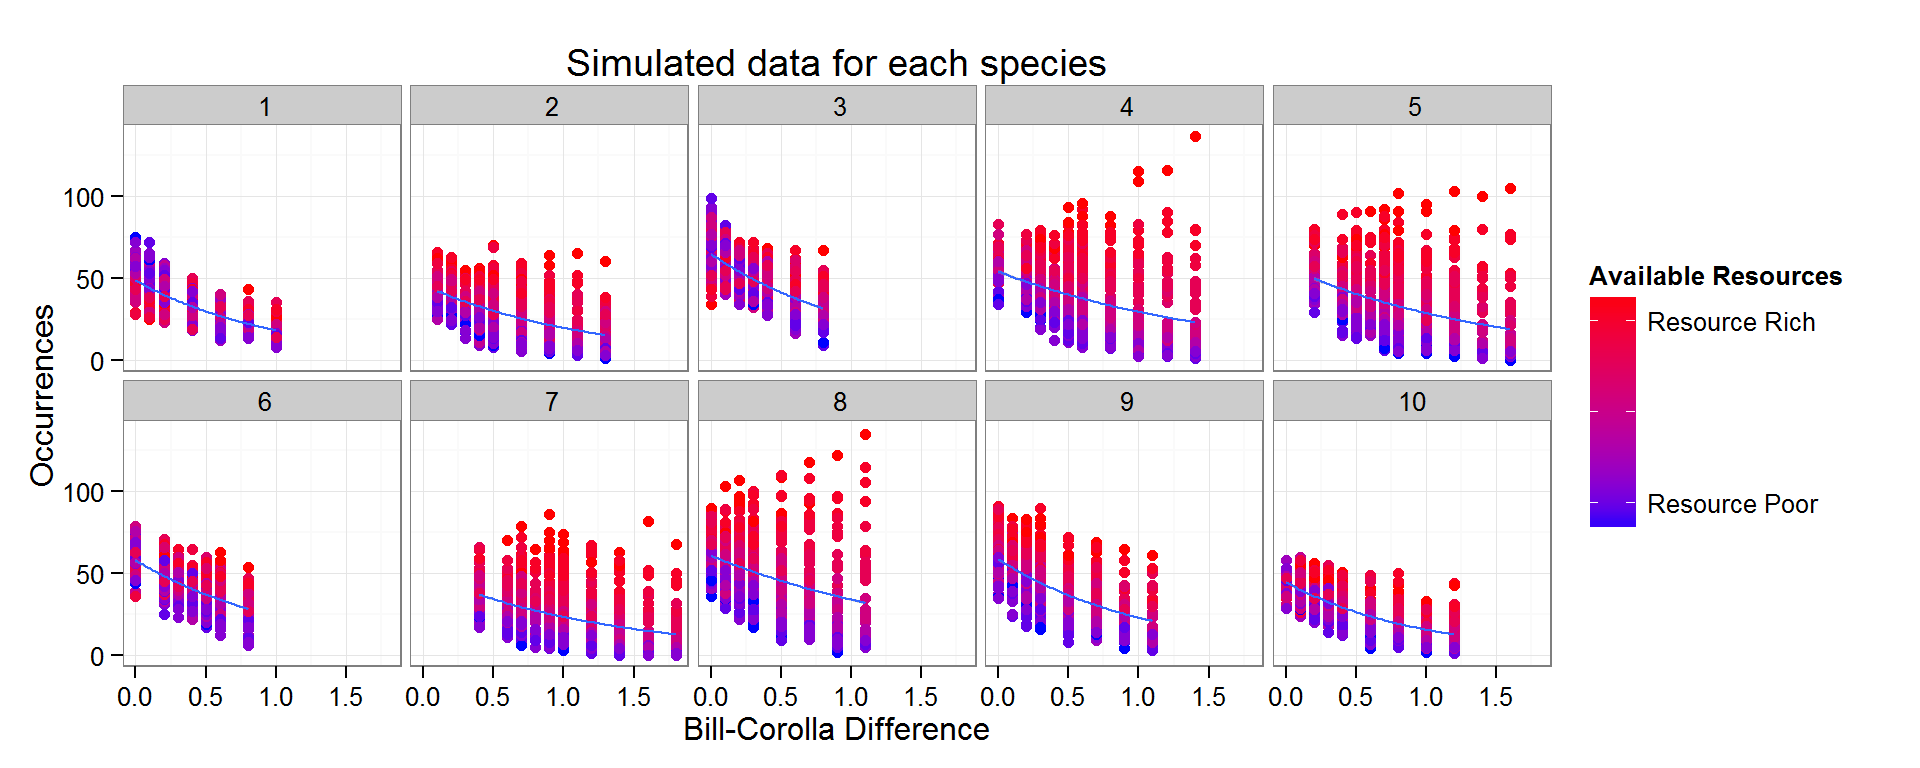 Simulated data for each species
1 2 3 4 5
100
50
0
6 7 8 9 10
100
50
0
0.0 0.5 1.0 1.5 0.0 0.5 1.0 1.5 0.0 0.5 1.0 1.5 0.0 0.5 1.0 1.5 0.0 0.5 1.0 1.5
Occurrences
Bill-Corolla Difference
Available Resources
Resource Rich
Resource Poor